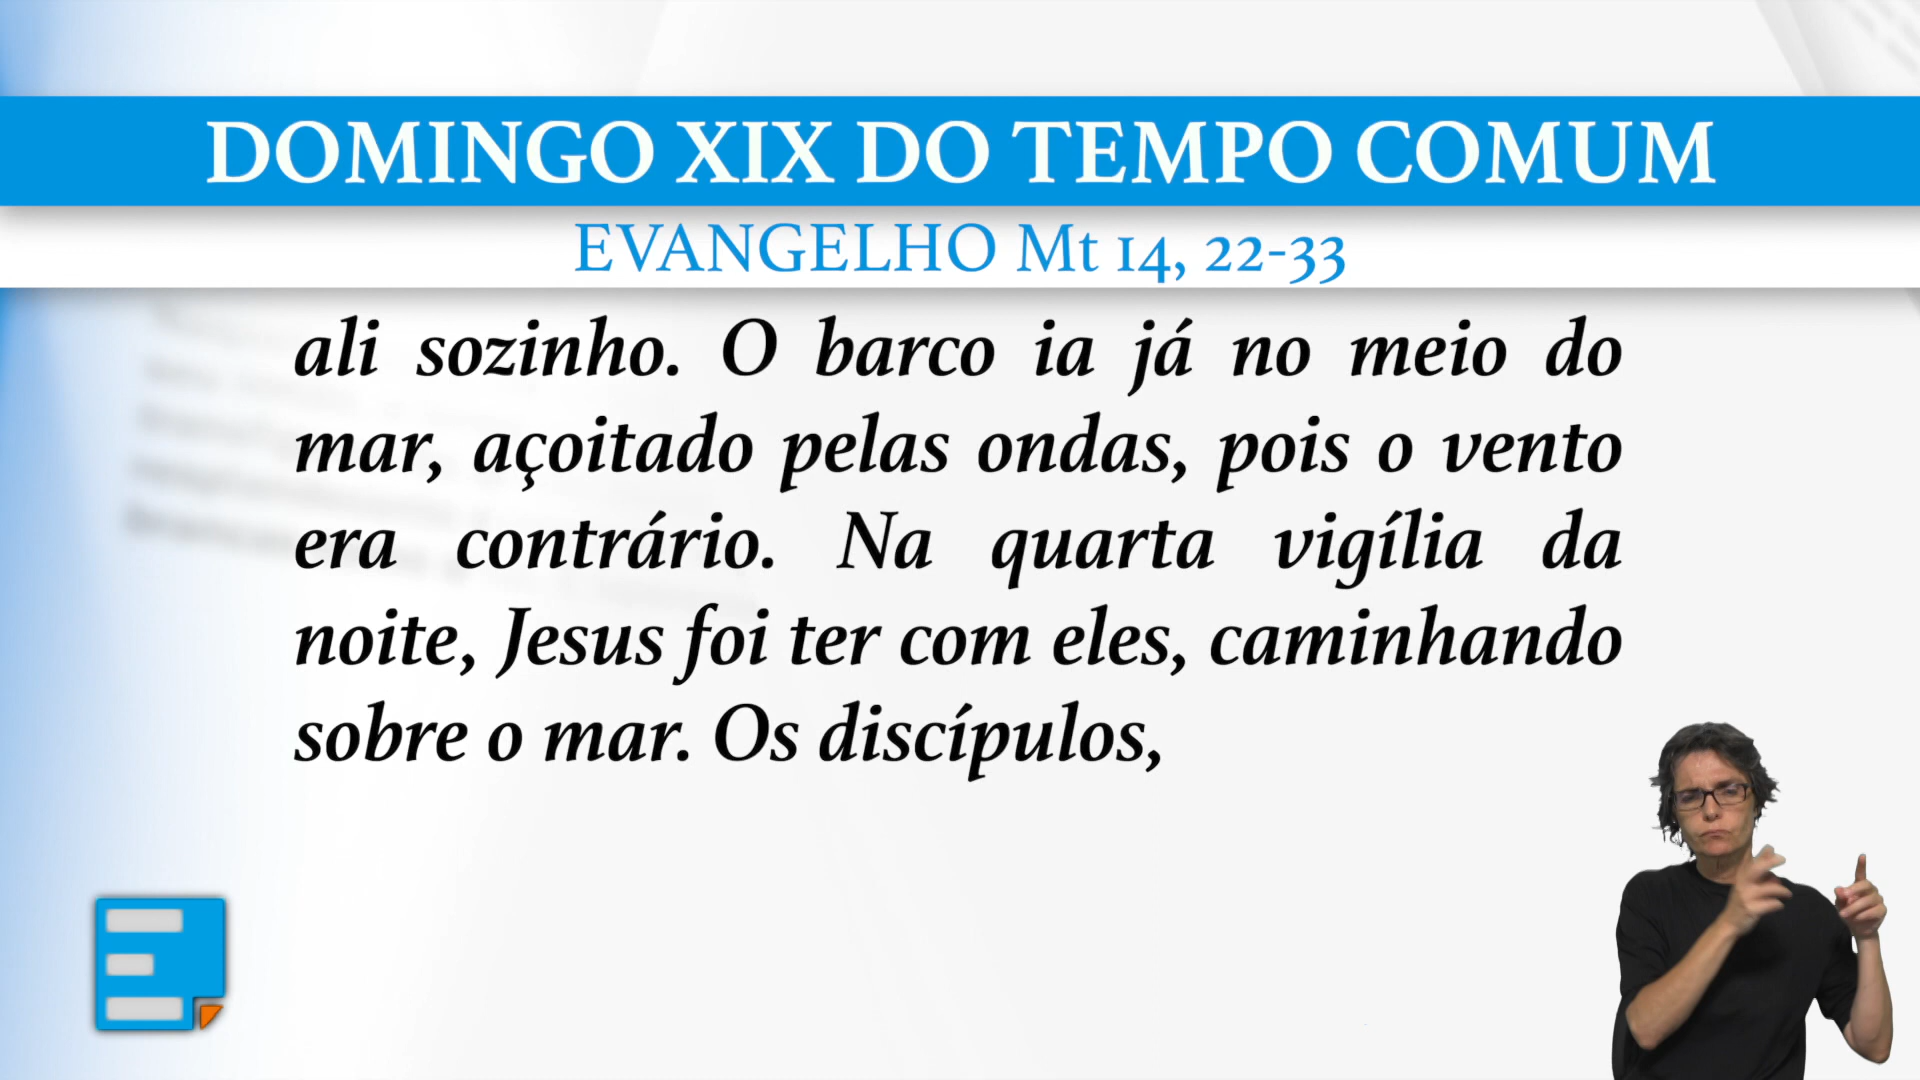 DOMINGO XIX DO TEMPO COMUM
EVANGELHO Mt 14, 22-33
ali sozinho. O barco ia já no meio do
mar, açoitado pelas ondas, pois o vento
era contrário. Na quarta vigília da
noite, Jesus foi ter com eles, caminhando
sobre o mar. Os discípulos,